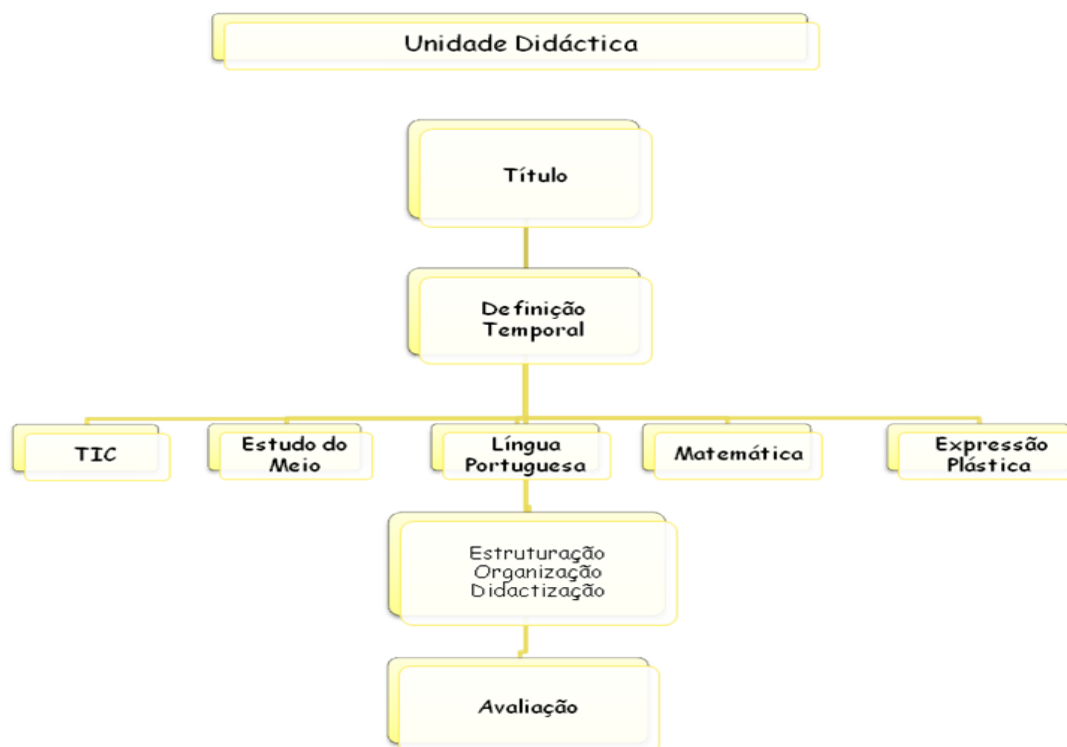 Unidade Didáctica
Título
Definição
Temporal
TIC
Estudo do
Meio
Língua
Portuguesa
Matemática
Expressão
Plástica
Estruturação
Organização
Didactização
Avaliação